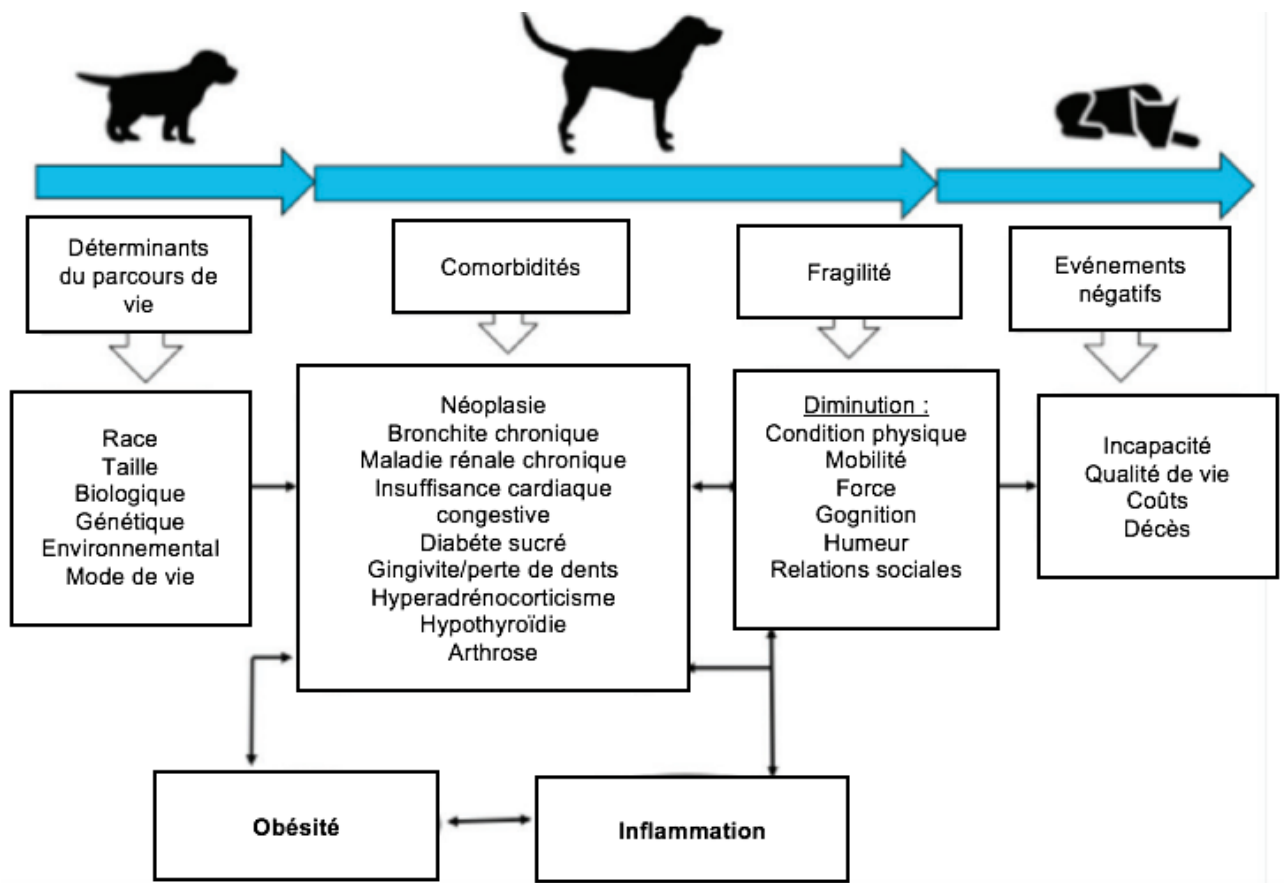 Déterminants
du parcours de
vie
Comorbidités
Fragilité
Evénements
négatifs
Race
Taille
Biologique
Génétique
Environnemental
Mode de vie
Néoplasie
Bronchite chronique
Maladie rénale chronique
Insuffisance cardiaque
congestive
Diabéte sucré
Gingivite/perte de dents
Hyperadrénocorticisme
Hypothyroïdie
Arthrose
Diminution :
Condition physique
Mobilité
Force
Gognition
Humeur
Relations sociales
Incapacité
Qualité de vie
Coûts
Décès
Obésité
Inflammation